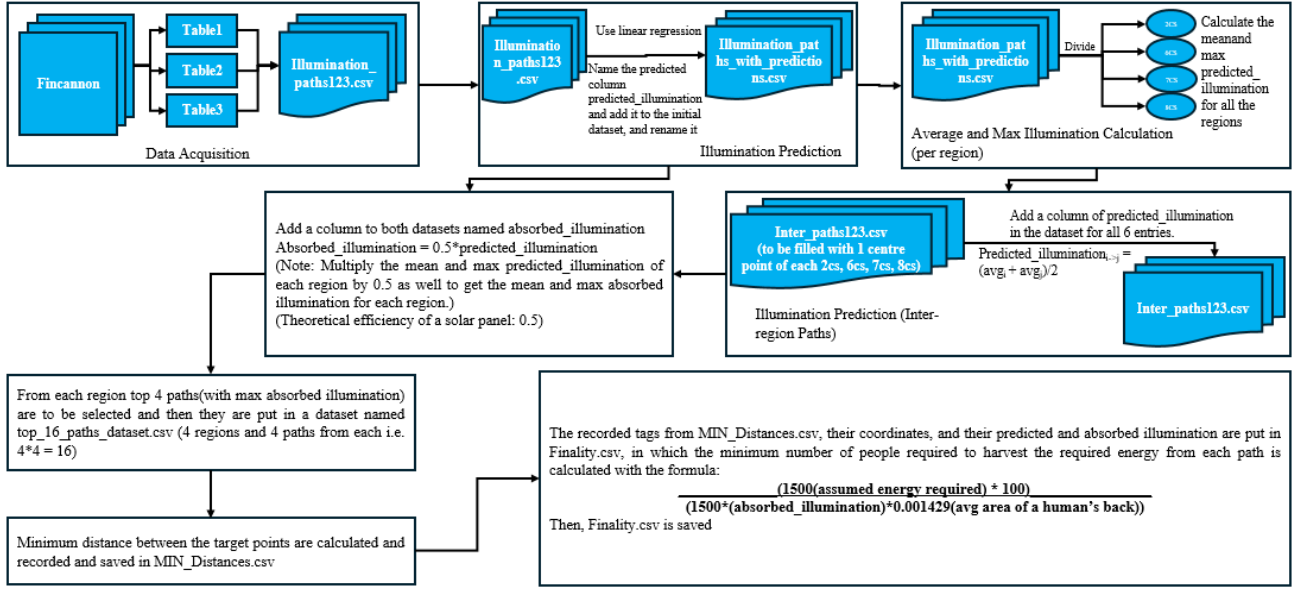 Fincannon
Table1
Table2
Table3
Illumination_
paths123.csv
Data Acquisition
Illuminatio
n_paths123
.csv
Use linear regression
Name the predicted
column
predicted_illumination
and add it to the initial
dataset, and rename it
Illumination_pat
hs_with_predictio
ns.csv
Illumination Prediction
Illumination_pat
hs_with_predictio
ns.csv
Divide
2CS
6CS
7CS
8CS
Calculate the
meanand
max
predicted_
illumination
for all the
regions
Average and Max Illumination Calculation
(per region)
Add a column to both datasets named absorbed_illumination
Absorbed_illumination = 0.5*predicted_illumination
(Note: Multiply the mean and max predicted_illumination of
each region by 0.5 as well to get the mean and max absorbed
illumination for each region.)
(Theoretical efficiency of a solar panel: 0.5)
Inter_paths123.csv
(to be filled with 1 centre
point of each 2cs, 6cs, 7cs, 8cs)
Add a column of predicted_illumination
in the dataset for all 6 entries.
Predicted_illumination i->j =
(avgi + avgj)/2
Inter_paths123.csv
Illumination Prediction (Inter-
region Paths)
From each region top 4 paths(with max absorbed illumination)
are to be selected and then they are put in a dataset named
top_16_paths_dataset.csv (4 regions and 4 paths from each i.e.
4*4 = 16)
Minimum distance between the target points are calculated and
recorded and saved in MIN_Distances.csv
The recorded tags from MIN_Distances.csv, their coordinates, and their predicted and absorbed illumination are put in
Finality.csv, in which the minimum number of people required to harvest the required energy from each path is
calculated with the formula:
(1500(assumed energy required) * 100)
(1500*(absorbed_illumination)*0.001429(avg area of a human's back))
Then, Finality.csv is saved